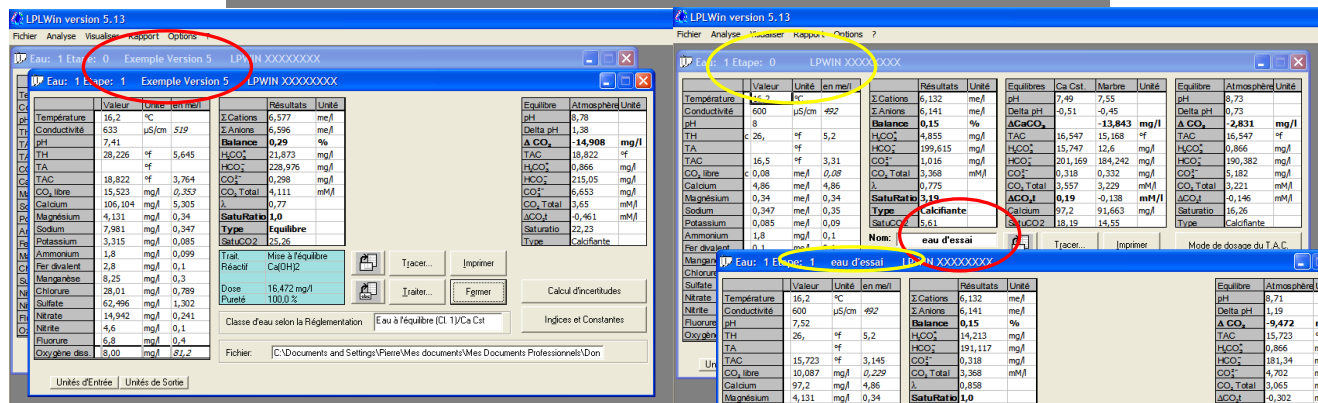 LPLWin version 5.13
Fichier Analyse Visualiser Rapport Options ?
Eau: 1 Etape: 0 Exemple Version 5 LPWIN XXXXXXXX
Eau: 1 Etape: 1 Exemple Version 5 LPWIN XXXXXXXX
Valeur Unité en me/l Résultats Unité Equilibre Atmosphère Unité
Température 16,2 °C Σ Cations 6,577 me/l pH 8,78
Conductivité 633 µS/cm 519 Σ Anions 6,596 me/l Delta pH 1,38
pH 7,41 Balance 0,29 % Δ CO₂ -14,908 mg/l
TH 28,226 °f 5,645 H₂CO₃* 21,873 mg/l TAC 18,822 °f
TA °f HCO₃⁻ 228,976 mg/l H₂CO₃* 0,866 mg/l
TAC 18,822 °f 3,764 CO₃²⁻ 0,298 mg/l HCO₃⁻ 215,05 mg/l
CO₂ libre 15,523 mg/l 0,353 CO₂ Total 4,111 mM/l CO₃²⁻ 6,653 mg/l
Calcium 106,104 mg/l 5,305 λ 0,77 CO₂ Total 3,65 mM/l
Magnésium 4,131 mg/l 0,34 SatuRatio 1,0 ΔCO₂t -0,461 mM/l
Sodium 7,981 mg/l 0,347 Type Equilibre Saturatio 22,23
Potassium 3,315 mg/l 0,085 SatuCO2 25,26 Type Calcifiante
Ammonium 1,8 mg/l 0,099
Fer divalent 2,8 mg/l 0,1
Manganèse 8,25 mg/l 0,3
Chlorure 28,01 mg/l 0,789
Sulfate 62,496 mg/l 1,302
Nitrate 14,942 mg/l 0,241
Nitrite 4,6 mg/l 0,1
Fluorure 6,8 mg/l 0,4
Oxygène diss. 8,00 mg/l 81,2
Trait. Mise à l'équilibre
Réactif Ca(OH)2
Dose 16,472 mg/l
Pureté 100,0 %
Tracer... Imprimer
Traiter... Fermer
Calcul d'incertitudes
Classe d'eau selon la Réglementation Eau à l'équilibre (Cl. 1)/Ca Cst
Indices et Constantes
Fichier: C:\Documents and Settings\Pierre\Mes documents\Mes Documents Professionnels\Don
Unités d'Entrée Unités de Sortie
LPLWin version 5.13
Fichier Analyse Visualiser Rapport Options ?
Eau: 1 Etape: 0 LPWIN XXXXXXXX
Valeur Unité en me/l Résultats Unité Equilibres Ca Cst. Marbre Unité Equilibre Atmosphère Unité
Température 16,2 °C Σ Cations 6,132 me/l pH 7,49 7,55 pH 8,73
Conductivité 600 µS/cm 492 Σ Anions 6,141 me/l Delta pH -0,51 -0,45 Delta pH 0,73
pH 8 Balance 0,15 % ΔCaCO₃ -13,843 mg/l Δ CO₂ -2,831 mg/l
TH c 26, °f 5,2 H₂CO₃* 4,855 mg/l TAC 16,547 15,168 °f TAC 16,547 °f
TA °f HCO₃⁻ 199,615 mg/l H₂CO₃* 15,747 12,6 mg/l H₂CO₃* 0,866 mg/l
TAC 16,5 °f 3,31 CO₃²⁻ 1,016 mg/l HCO₃⁻ 201,169 184,242 mg/l HCO₃⁻ 190,382 mg/l
CO₂ libre c 0,08 me/l 0,08 CO₂ Total 3,368 mM/l CO₃²⁻ 0,318 0,332 mg/l CO₃²⁻ 5,182 mg/l
Calcium 4,86 me/l 4,86 λ 0,775 CO₂ Total 3,557 3,229 mM/l CO₂ Total 3,221 mM/l
Magnésium 0,34 me/l 0,34 SatuRatio 3,19 ΔCO₂t 0,19 -0,138 mM/l ΔCO₂t -0,146 mM/l
Sodium 0,347 me/l 0,35 Type Calcifiante Calcium 97,2 91,663 mg/l Saturatio 16,26
Potassium 0,085 me/l 0,09 SatuCO2 5,61 SatuCO2 18,19 14,55 Type Calcifiante
Ammonium 1,8 mg/l 0,1 Nom: eau d'essai Tracer... Imprimer Mode de dosage du T.A.C.
Fer divalent 0,1 me/l 0,1
Sulfate
Nitrate
Nitrite
Fluorure
Eau: 1 Etape: 1 eau d'essai LPWIN XXXXXXXX
Valeur Unité en me/l Résultats Unité Equilibre Atmosphère
Température 16,2 °C Σ Cations 6,132 me/l pH 8,71
Conductivité 600 µS/cm 492 Σ Anions 6,141 me/l Delta pH 1,19
pH 7,52 Balance 0,15 % Δ CO₂ -9,472
TH 26, °f 5,2 H₂CO₃* 14,213 mg/l TAC 15,723
TA °f HCO₃⁻ 191,117 mg/l H₂CO₃* 0,866
TAC 15,723 °f 3,145 CO₃²⁻ 0,318 mg/l HCO₃⁻ 181,34
CO₂ libre 10,087 mg/l 0,229 CO₂ Total 3,368 mM/l CO₃²⁻ 4,702
Calcium 97,2 mg/l 4,86 λ 0,858 CO₂ Total 3,065
Magnésium 4,131 mg/l 0,34 SatuRatio 1,0 ΔCO₂t -0,302